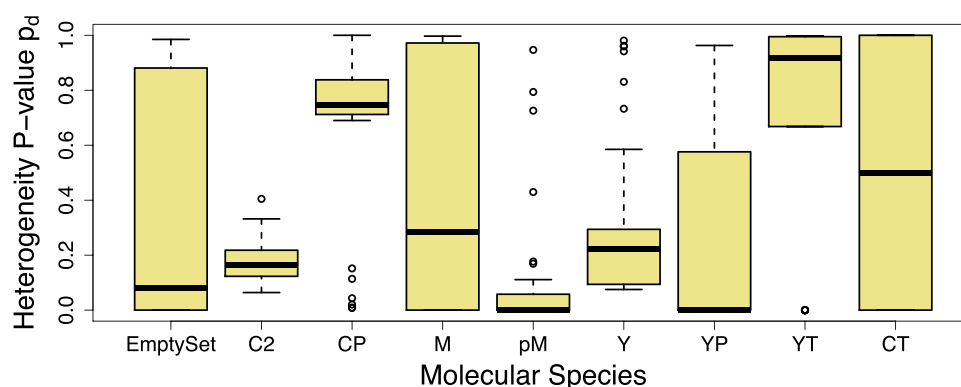 Heterogeneity P-value pd
1.0
0.8
0.6
0.4
0.2
0.0
EmptySet C2 CP M pM Y YP YT CT
Molecular Species